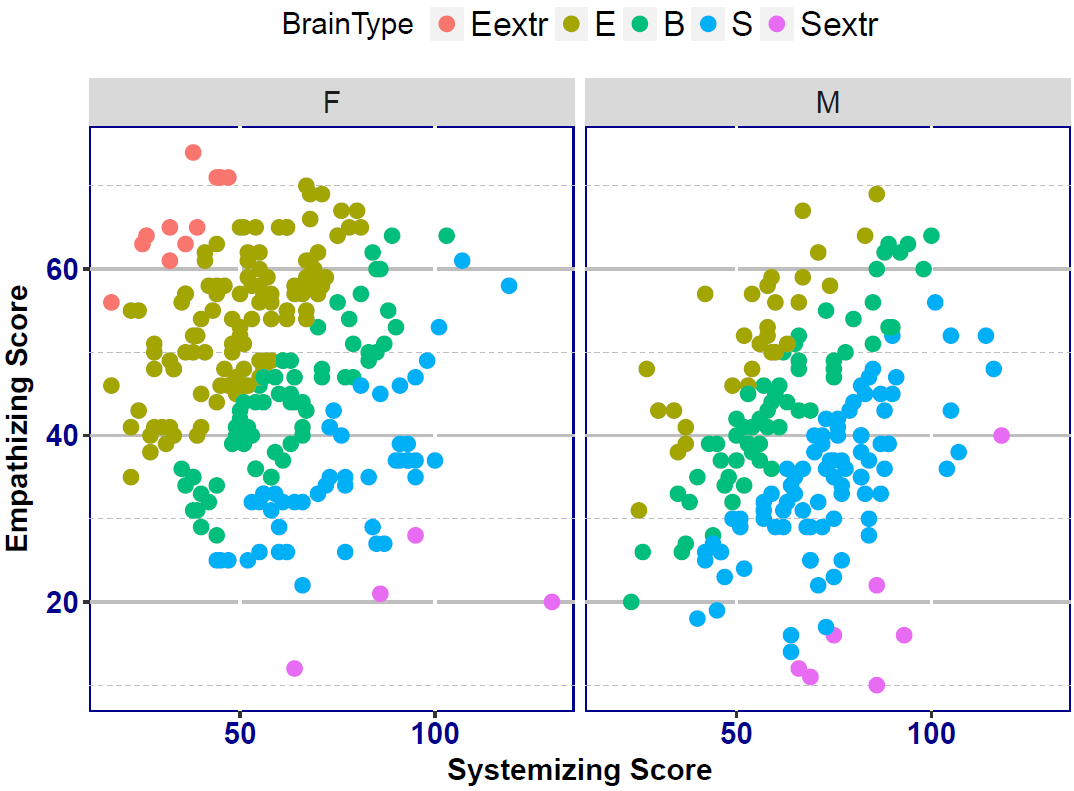 BrainType Eextr E B S Sextr
F M
Empathizing Score
60
40
20
50 100 50 100
Systemizing Score